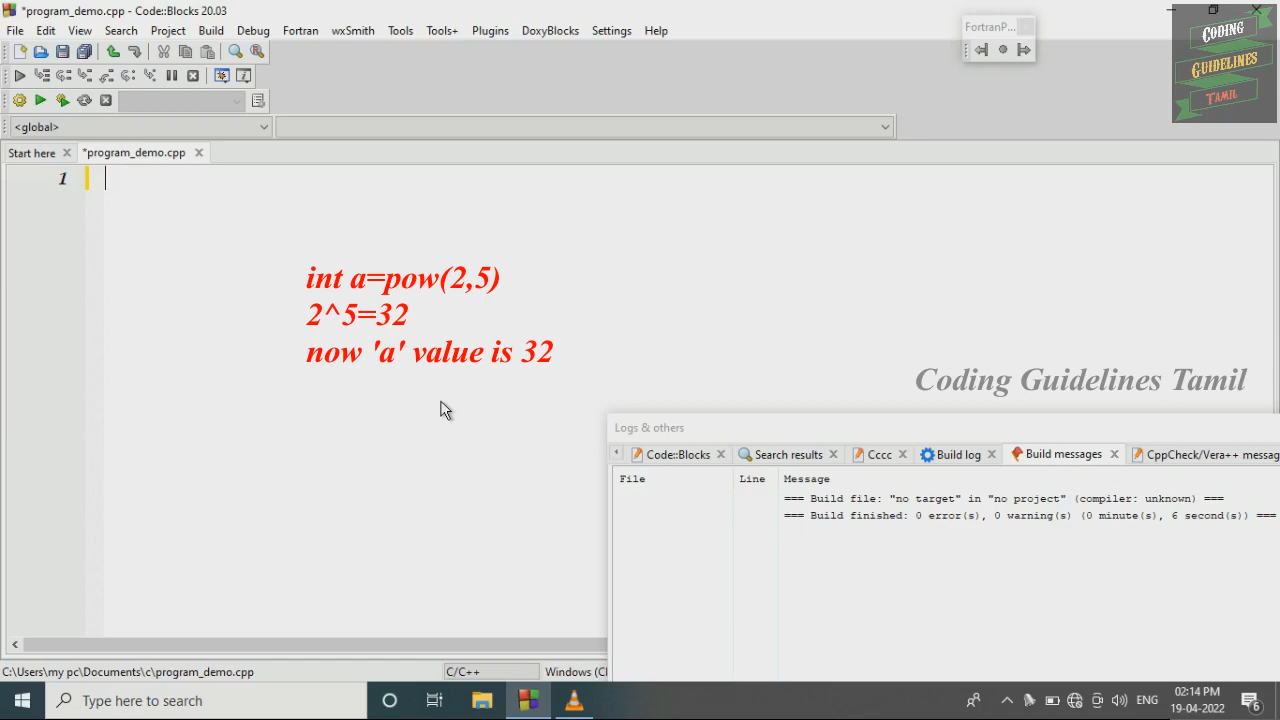 *program_demo.cpp - Code::Blocks 20.03
File Edit View Search Project Build Debug Fortran wxSmith Tools Tools+ Plugins DoxyBlocks Settings Help
FortranP...
CODING
GUIDELINES
TAMIL
<global>
Start here *program_demo.cpp
1
int a=pow(2,5)
2^5=32
now 'a' value is 32
Coding Guidelines Tamil
Logs & others
Code::Blocks Search results Cccc Build log Build messages CppCheck/Vera++ messag
File Line Message
=== Build file: "no target" in "no project" (compiler: unknown) ===
=== Build finished: 0 error(s), 0 warning(s) (0 minute(s), 6 second(s)) ===
C:\Users\my pc\Documents\c\program_demo.cpp C/C++ Windows (Cl
Type here to search
ENG
02:14 PM
19-04-2022
6